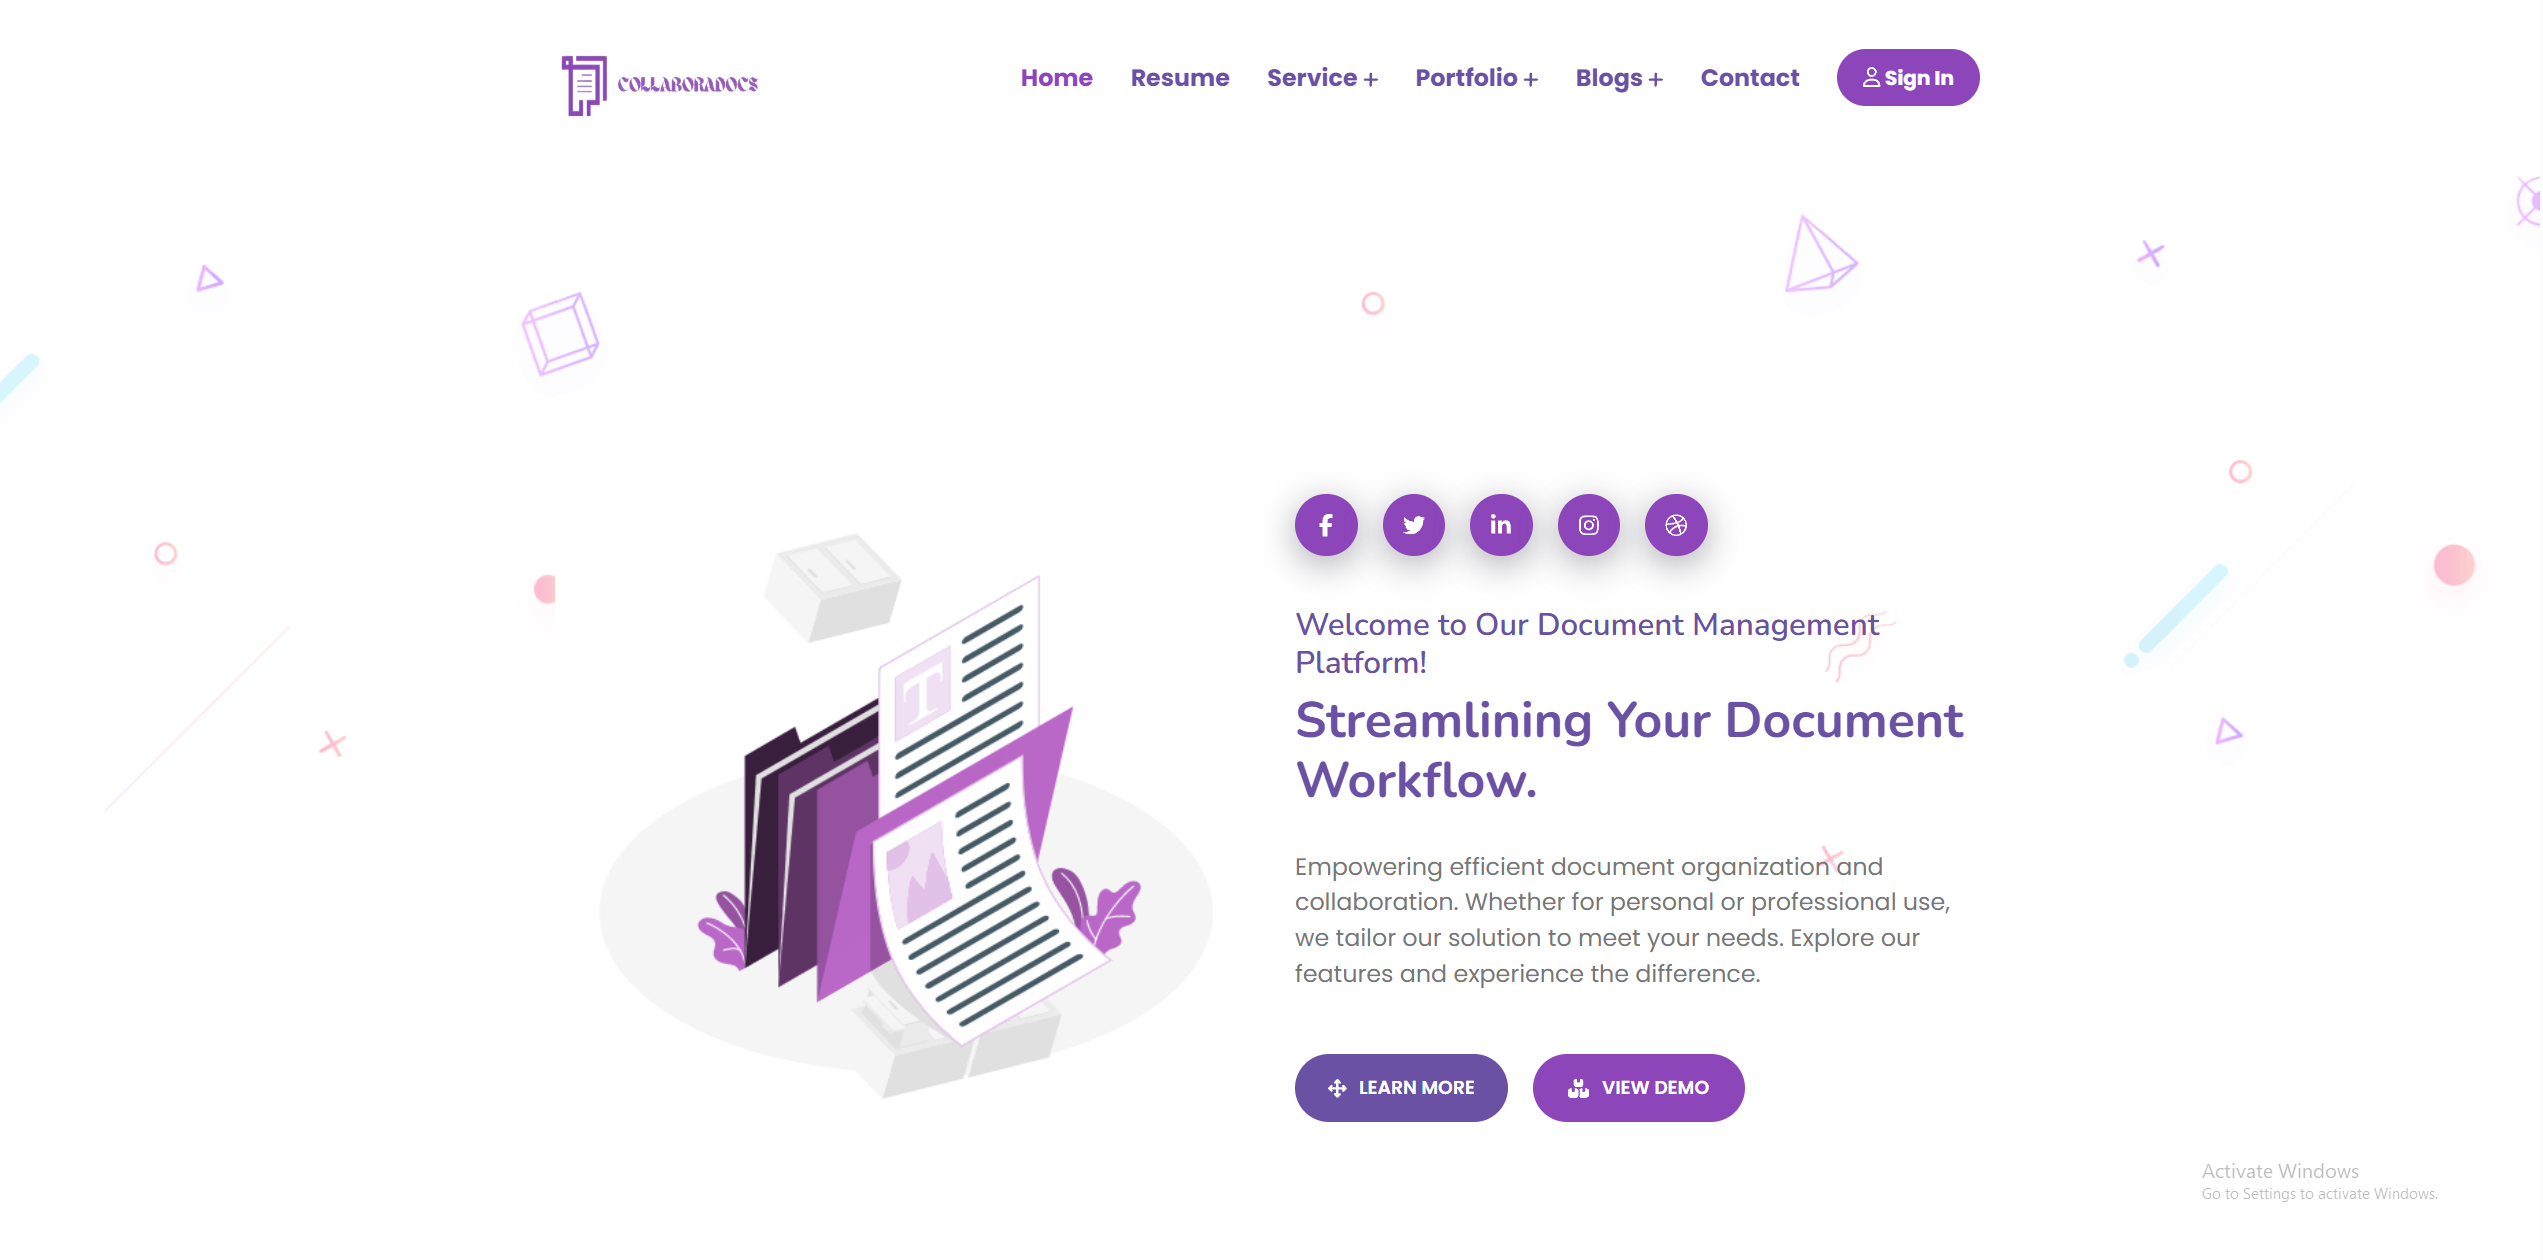 COLLABORADOCS
Home Resume Service + Portfolio + Blogs + Contact Sign In
Welcome to Our Document Management
Platform!
Streamlining Your Document
Workflow.
Empowering efficient document organization and
collaboration. Whether for personal or professional use,
we tailor our solution to meet your needs. Explore our
features and experience the difference.
LEARN MORE VIEW DEMO
T
Activate Windows
Go to Settings to activate Windows.